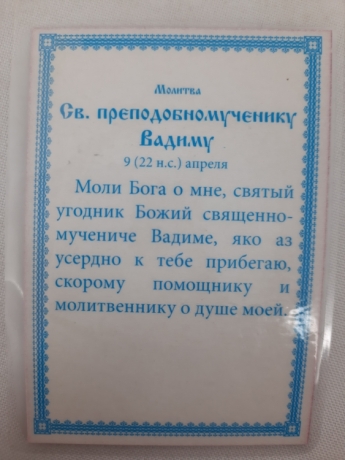 Молитва
Св. преподобномученику
Вадиму
9 (22 н.с.) апреля
Моли Бога о мне, святый
угодник Божий священно-
мучениче Вадиме, яко аз
усердно к тебе прибегаю,
скорому помощнику и
молитвеннику о душе моей.